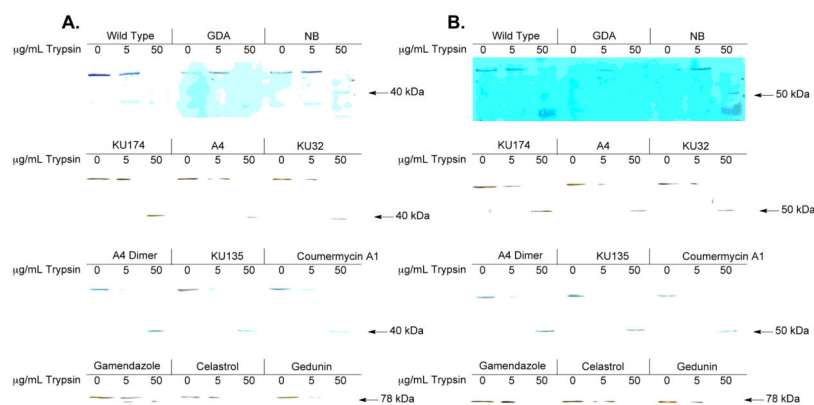 A.
Wild Type GDA NB
µg/mL Trypsin 0 5 50 0 5 50 0 5 50
40 kDa
KU174 A4 KU32
µg/mL Trypsin 0 5 50 0 5 50 0 5 50
40 kDa
A4 Dimer KU135 Coumermycin A1
µg/mL Trypsin 0 5 50 0 5 50 0 5 50
40 kDa
Gamendazole Celastrol Gedunin
µg/mL Trypsin 0 5 50 0 5 50 0 5 50
78 kDa
B.
Wild Type GDA NB
µg/mL Trypsin 0 5 50 0 5 50 0 5 50
50 kDa
KU174 A4 KU32
µg/mL Trypsin 0 5 50 0 5 50 0 5 50
50 kDa
A4 Dimer KU135 Coumermycin A1
µg/mL Trypsin 0 5 50 0 5 50 0 5 50
50 kDa
Gamendazole Celastrol Gedunin
µg/mL Trypsin 0 5 50 0 5 50 0 5 50
78 kDa